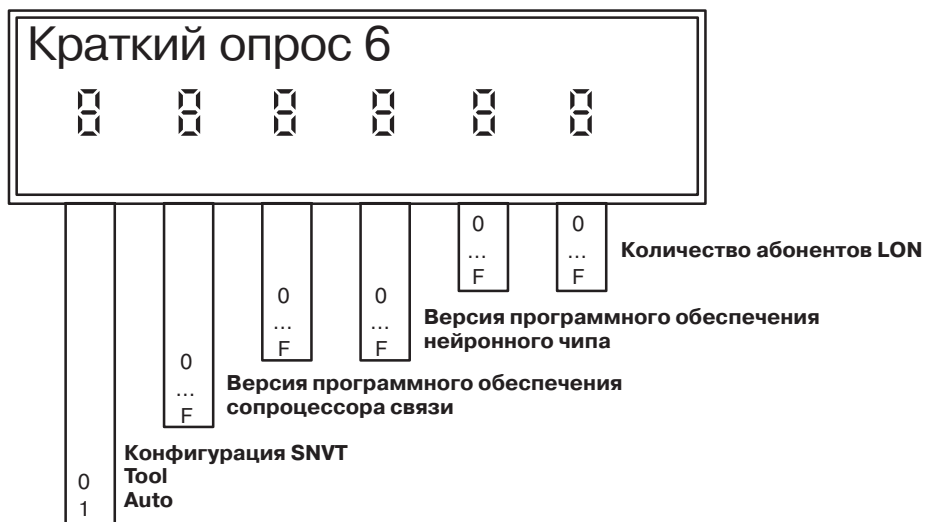 Краткий опрос 6
8 8 8 8 8 8
0
...
F
0
...
F
Количество абонентов LON
0
...
F
0
...
F
Версия программного обеспечения
нейронного чипа
0
...
F
Версия программного обеспечения
сопроцессора связи
Конфигурация SNVT
0 Tool
1 Auto